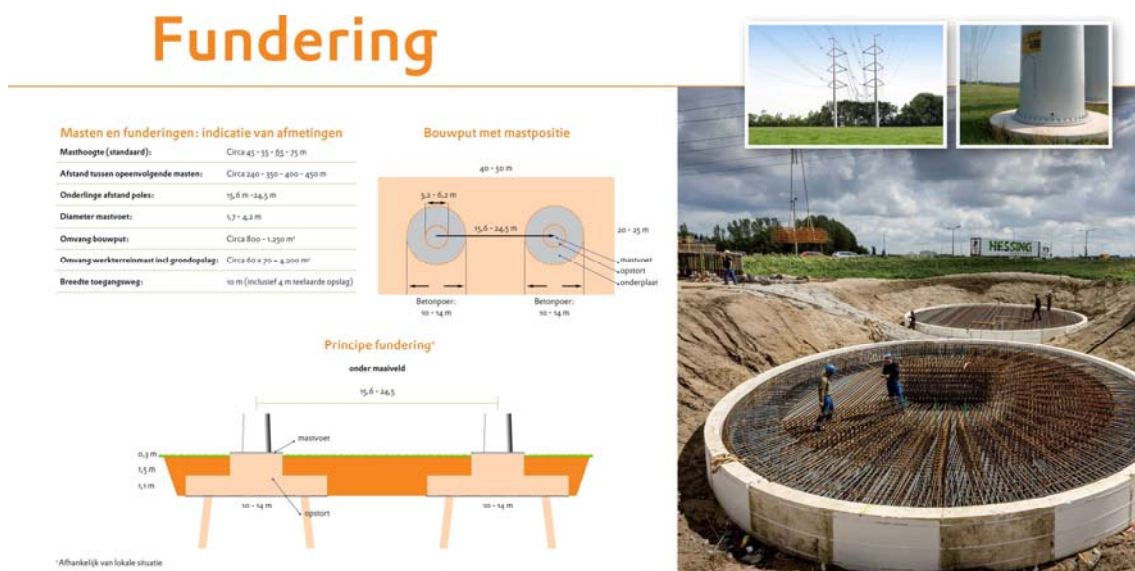 Fundering
Masten en funderingen: indicatie van afmetingen
Masthoogte (standaard): Circa 45 - 55 - 65 - 75 m
Afstand tussen opeenvolgende masten: Circa 240 - 350 - 400 - 450 m
Onderlinge afstand poles: 15,6 m -24,5 m
Diameter mastvoet: 1,7 - 4,2 m
Omvang bouwput: Circa 800 - 1.250 m²
Omvang werkterrein mast incl grondopslag: Circa 60 x 70 = 4.200 m²
Breedte toegangsweg: 10 m (inclusief 4 m teelaarde opslag)
Bouwput met mastpositie
40 - 50 m
3,2 - 6,2 m
15,6 - 24,5 m
20 - 25 m
mastvoet
opstort
onderplaat
Betonpoer:
10 - 14 m
Betonpoer:
10 - 14 m
Principe fundering*
onder maaiveld
15,6 - 24,5
mastvoet
0,3 m
1,5 m
1,1 m
10 - 14 m
opstort
10 - 14 m
*Afhankelijk van lokale situatie
HESSING